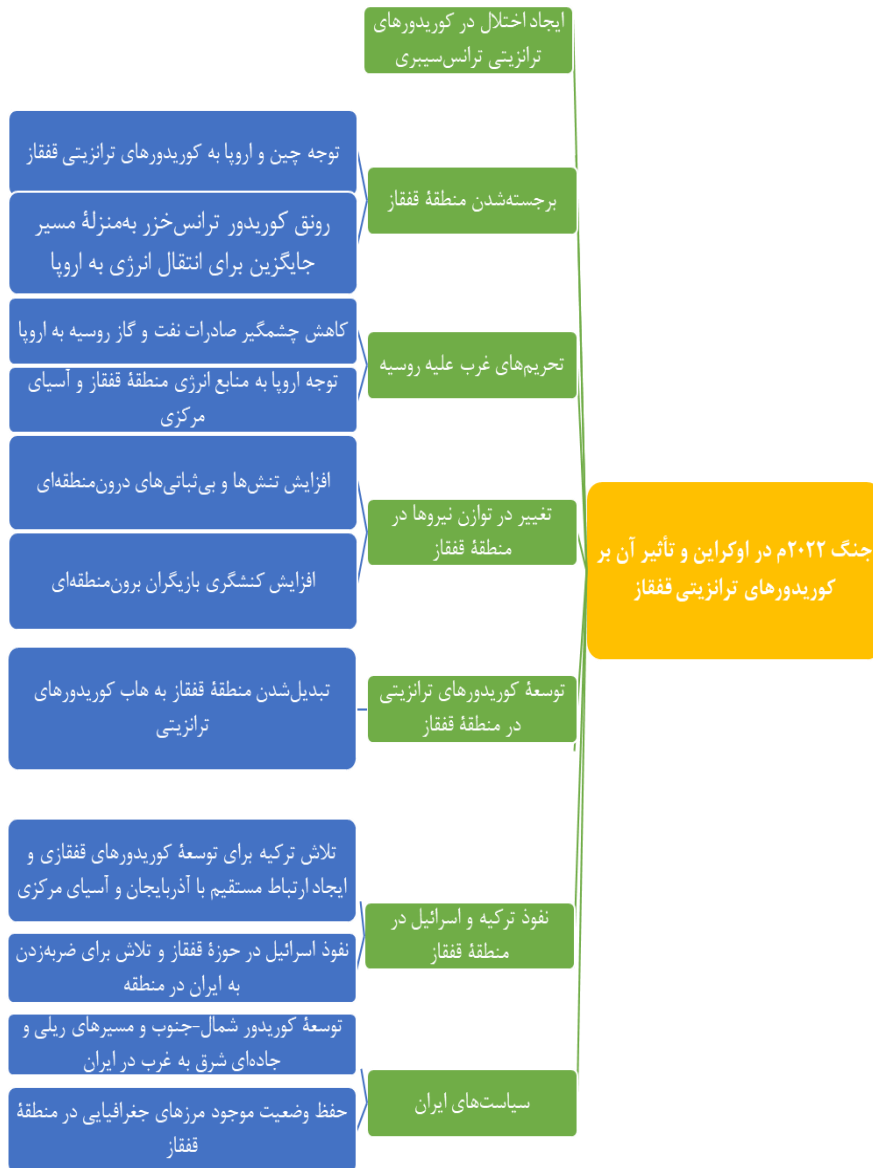 جنگ ۲۰۲۲م در اوکراین و تأثیر آن بر
کوریدورهای ترانزیتی قفقاز
ایجاد اختلال در کوریدورهای
ترانزیتی ترانس‌سیبری
برجسته‌شدن منطقهٔ قفقاز
توجه چین و اروپا به کوریدورهای ترانزیتی قفقاز
رونق کوریدور ترانس‌خزر به‌منزلهٔ مسیر
جایگزین برای انتقال انرژی به اروپا
تحریم‌های غرب علیه روسیه
کاهش چشمگیر صادرات نفت و گاز روسیه به اروپا
توجه اروپا به منابع انرژی منطقهٔ قفقاز و آسیای
مرکزی
تغییر در توازن نیروها در
منطقهٔ قفقاز
افزایش تنش‌ها و بی‌ثباتی‌های درون‌منطقه‌ای
افزایش کنشگری بازیگران برون‌منطقه‌ای
توسعهٔ کوریدورهای ترانزیتی
در منطقهٔ قفقاز
تبدیل‌شدن منطقهٔ قفقاز به هاب کوریدورهای
ترانزیتی
نفوذ ترکیه و اسرائیل در
منطقهٔ قفقاز
تلاش ترکیه برای توسعهٔ کوریدورهای قفقازی و
ایجاد ارتباط مستقیم با آذربایجان و آسیای مرکزی
نفوذ اسرائیل در حوزهٔ قفقاز و تلاش برای ضربه‌زدن
به ایران در منطقه
سیاست‌های ایران
توسعهٔ کوریدور شمال-جنوب و مسیرهای ریلی و
جاده‌ای شرق به غرب در ایران
حفظ وضعیت موجود مرزهای جغرافیایی در منطقهٔ
قفقاز